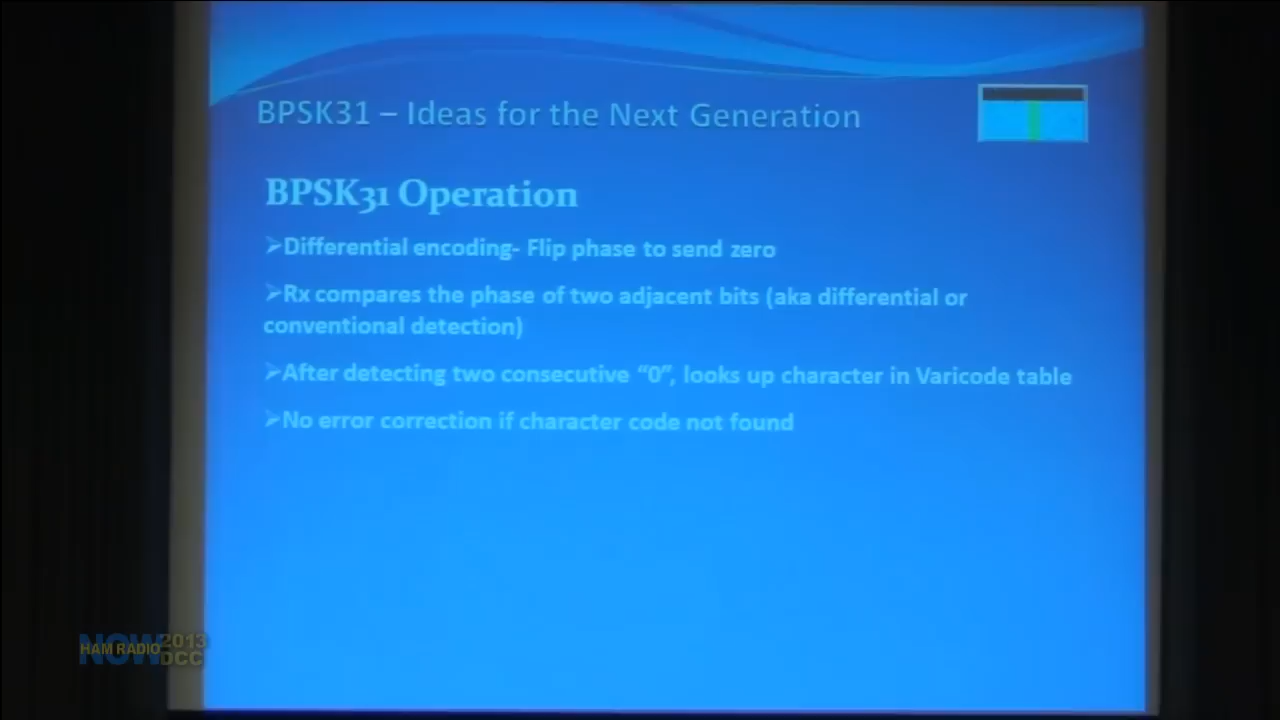 BPSK31 – Ideas for the Next Generation
BPSK31 Operation
➢Differential encoding- Flip phase to send zero
➢Rx compares the phase of two adjacent bits (aka differential or
conventional detection)
➢After detecting two consecutive “0”, looks up character in Varicode table
➢No error correction if character code not found
NOW
HAM RADIO
2013
DCC